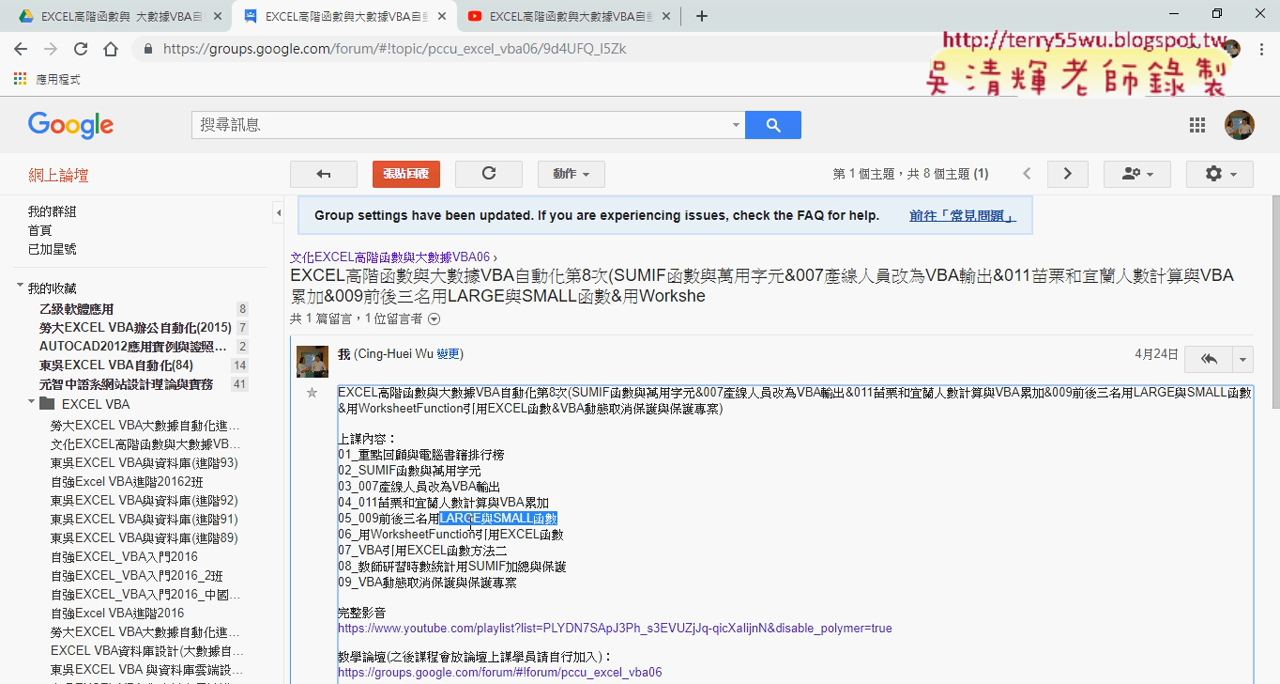 EXCEL高階函數與 大數據VBA自
EXCEL高階函數與大數據VBA自動
EXCEL高階函數與大數據VBA自動
https://groups.google.com/forum/#!topic/pccu_excel_vba06/9d4UFQ_I5Zk
http://terry55wu.blogspot.tw
吳清輝老師錄製
應用程式
Google
搜尋訊息
網上論壇
張貼回覆
動作
第 1 個主題，共 8 個主題 (1)
我的群組
首頁
已加星號
Group settings have been updated. If you are experiencing issues, check the FAQ for help.
前往「常見問題」
文化EXCEL高階函數與大數據VBA06 ›
EXCEL高階函數與大數據VBA自動化第8次(SUMIF函數與萬用字元&007產線人員改為VBA輸出&011苗栗和宜蘭人數計算與VBA
累加&009前後三名用LARGE與SMALL函數&用Workshe
共 1 篇留言，1 位留言者
我的收藏
乙級軟體應用 8
勞大EXCEL VBA辦公自動化(2015) 7
AUTOCAD2012應用實例與證照... 2
東吳EXCEL VBA自動化(84) 14
元智中語系網站設計理論與實務 41
EXCEL VBA
勞大EXCEL VBA大數據自動化進...
文化EXCEL高階函數與大數據VB...
東吳EXCEL VBA與資料庫(進階93)
自強Excel VBA進階20162班
東吳EXCEL VBA與資料庫(進階92)
東吳EXCEL VBA與資料庫(進階91)
東吳EXCEL VBA與資料庫(進階89)
自強EXCEL_VBA入門2016
自強EXCEL_VBA入門2016_2班
自強EXCEL_VBA入門2016_中國...
自強Excel VBA進階2016
勞大EXCEL VBA大數據自動化進...
EXCEL VBA資料庫設計(大數據自...
東吳EXCEL VBA 與資料庫雲端設...
我 (Cing-Huei Wu 變更)
4月24日
EXCEL高階函數與大數據VBA自動化第8次(SUMIF函數與萬用字元&007產線人員改為VBA輸出&011苗栗和宜蘭人數計算與VBA累加&009前後三名用LARGE與SMALL函數
&用WorksheetFunction引用EXCEL函數&VBA動態取消保護與保護專案)
上課內容：
01_重點回顧與電腦書籍排行榜
02_SUMIF函數與萬用字元
03_007產線人員改為VBA輸出
04_011苗栗和宜蘭人數計算與VBA累加
05_009前後三名用LARGE與SMALL函數
06_用WorksheetFunction引用EXCEL函數
07_VBA引用EXCEL函數方法二
08_教師研習時數統計用SUMIF加總與保護
09_VBA動態取消保護與保護專案
完整影音
https://www.youtube.com/playlist?list=PLYDN7SApJ3Ph_s3EVUZjJq-qicXaIijnN&disable_polymer=true
教學論壇(之後課程會放論壇上課學員請自行加入)：
https://groups.google.com/forum/#!forum/pccu_excel_vba06